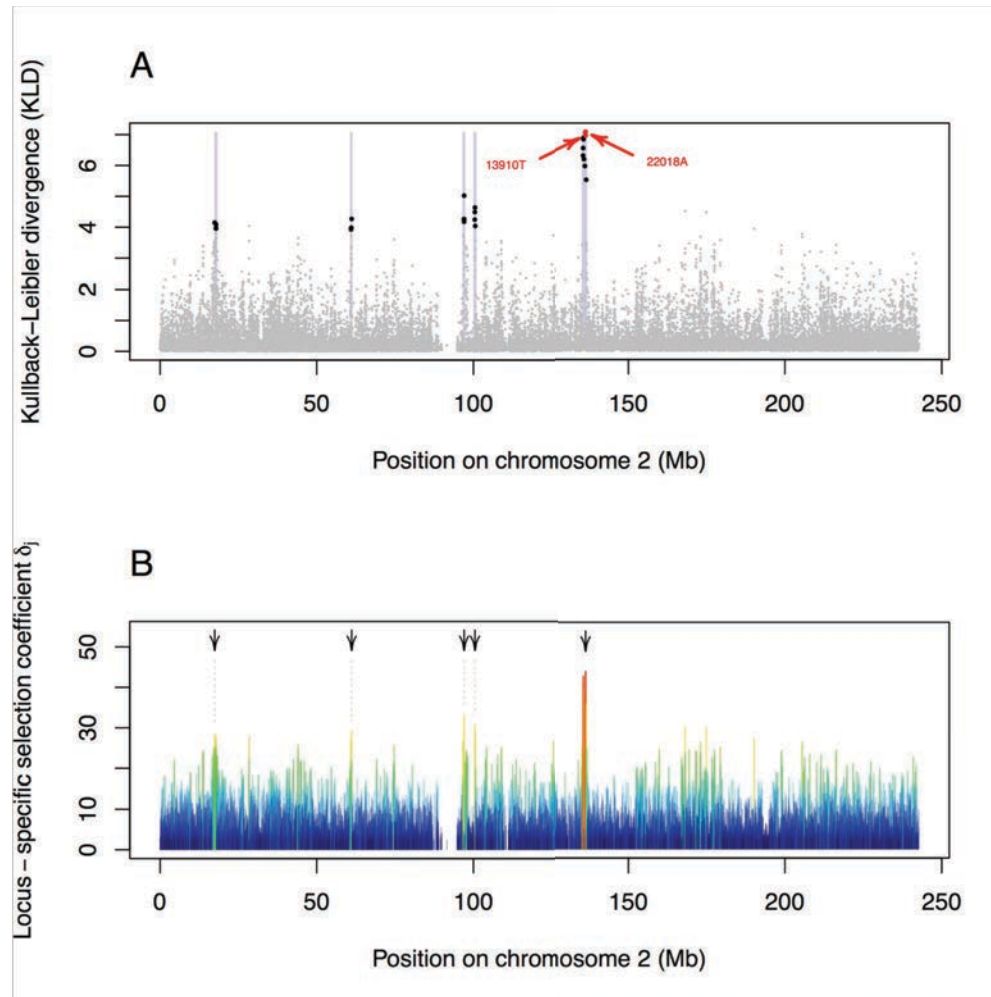 A
Kullback–Leibler divergence (KLD)
6
4
2
0
13910T
22018A
0 50 100 150 200 250
Position on chromosome 2 (Mb)
B
Locus – specific selection coefficient δj
50
30
10
0
0 50 100 150 200 250
Position on chromosome 2 (Mb)